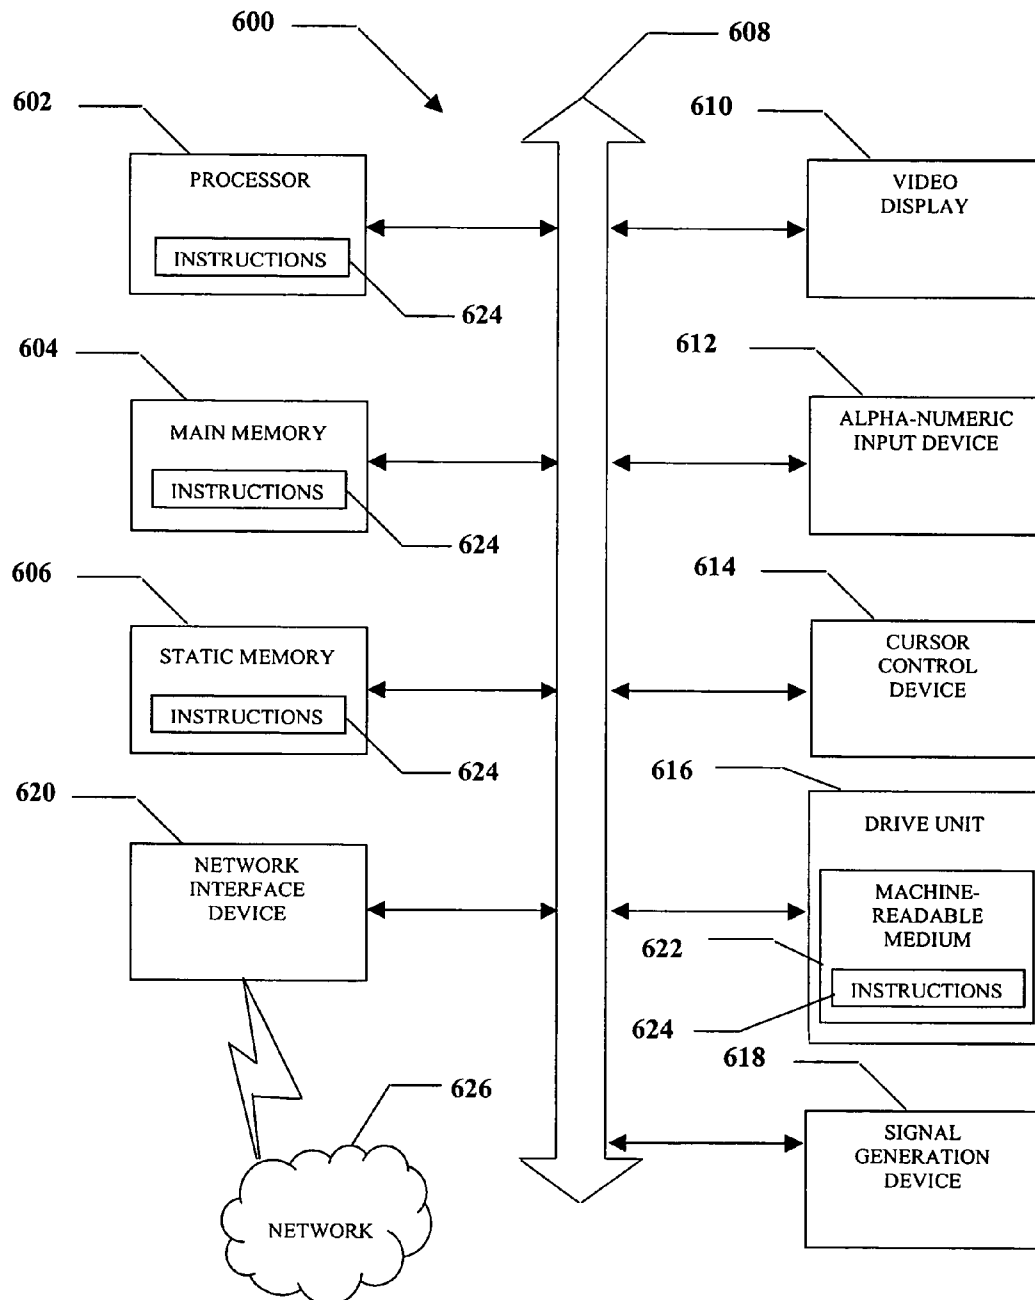 600
608
602
610
PROCESSOR
INSTRUCTIONS
624
VIDEO
DISPLAY
604
612
MAIN MEMORY
INSTRUCTIONS
624
ALPHA-NUMERIC
INPUT DEVICE
606
614
STATIC MEMORY
INSTRUCTIONS
624
CURSOR
CONTROL
DEVICE
620
616
NETWORK
INTERFACE
DEVICE
DRIVE UNIT
MACHINE-
READABLE
MEDIUM
622
INSTRUCTIONS
624
618
626
NETWORK
SIGNAL
GENERATION
DEVICE